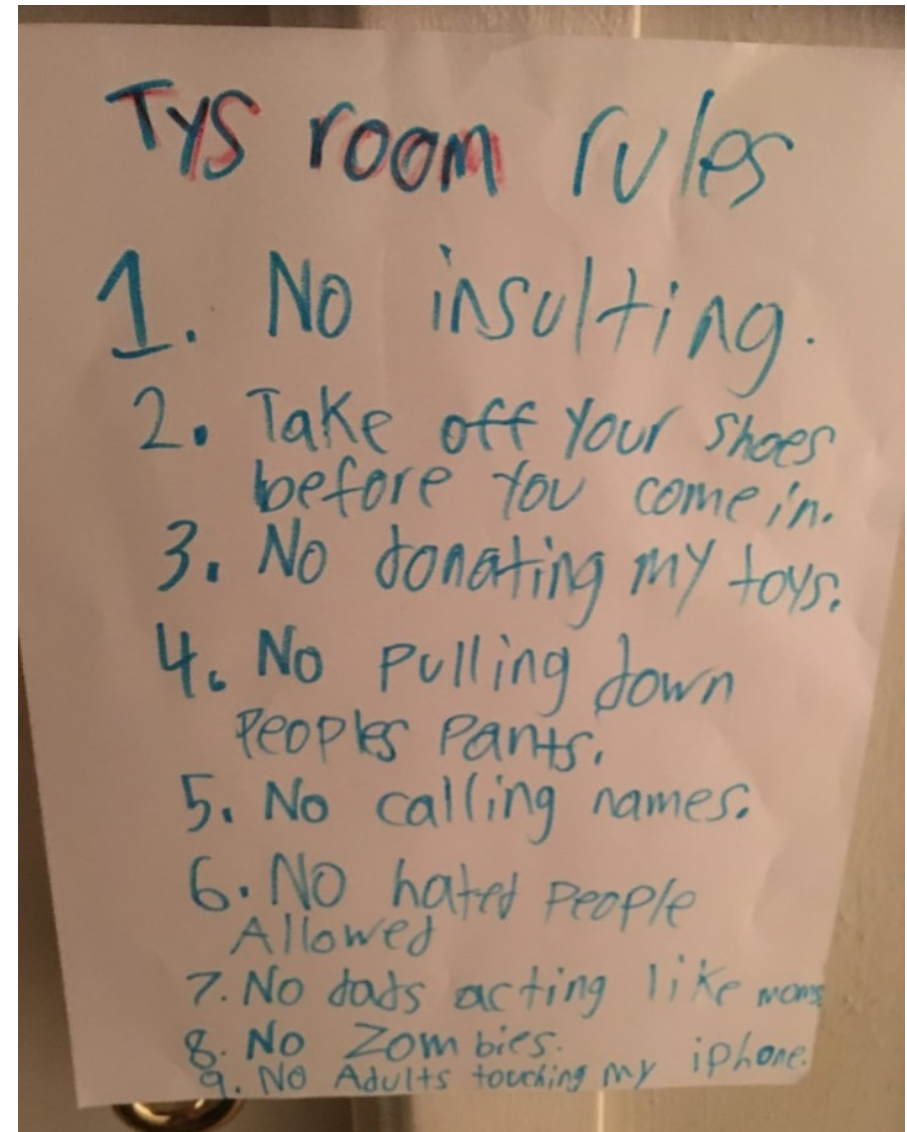 Tys room rules
1. No insulting.
2. Take off your shoes
before you come in.
3. No donating my toys.
4. No pulling down
peoples pants.
5. No calling names.
6. No hated people
Allowed
7. No dads acting like moms
8. No Zombies.
9. No Adults touching my iphone.